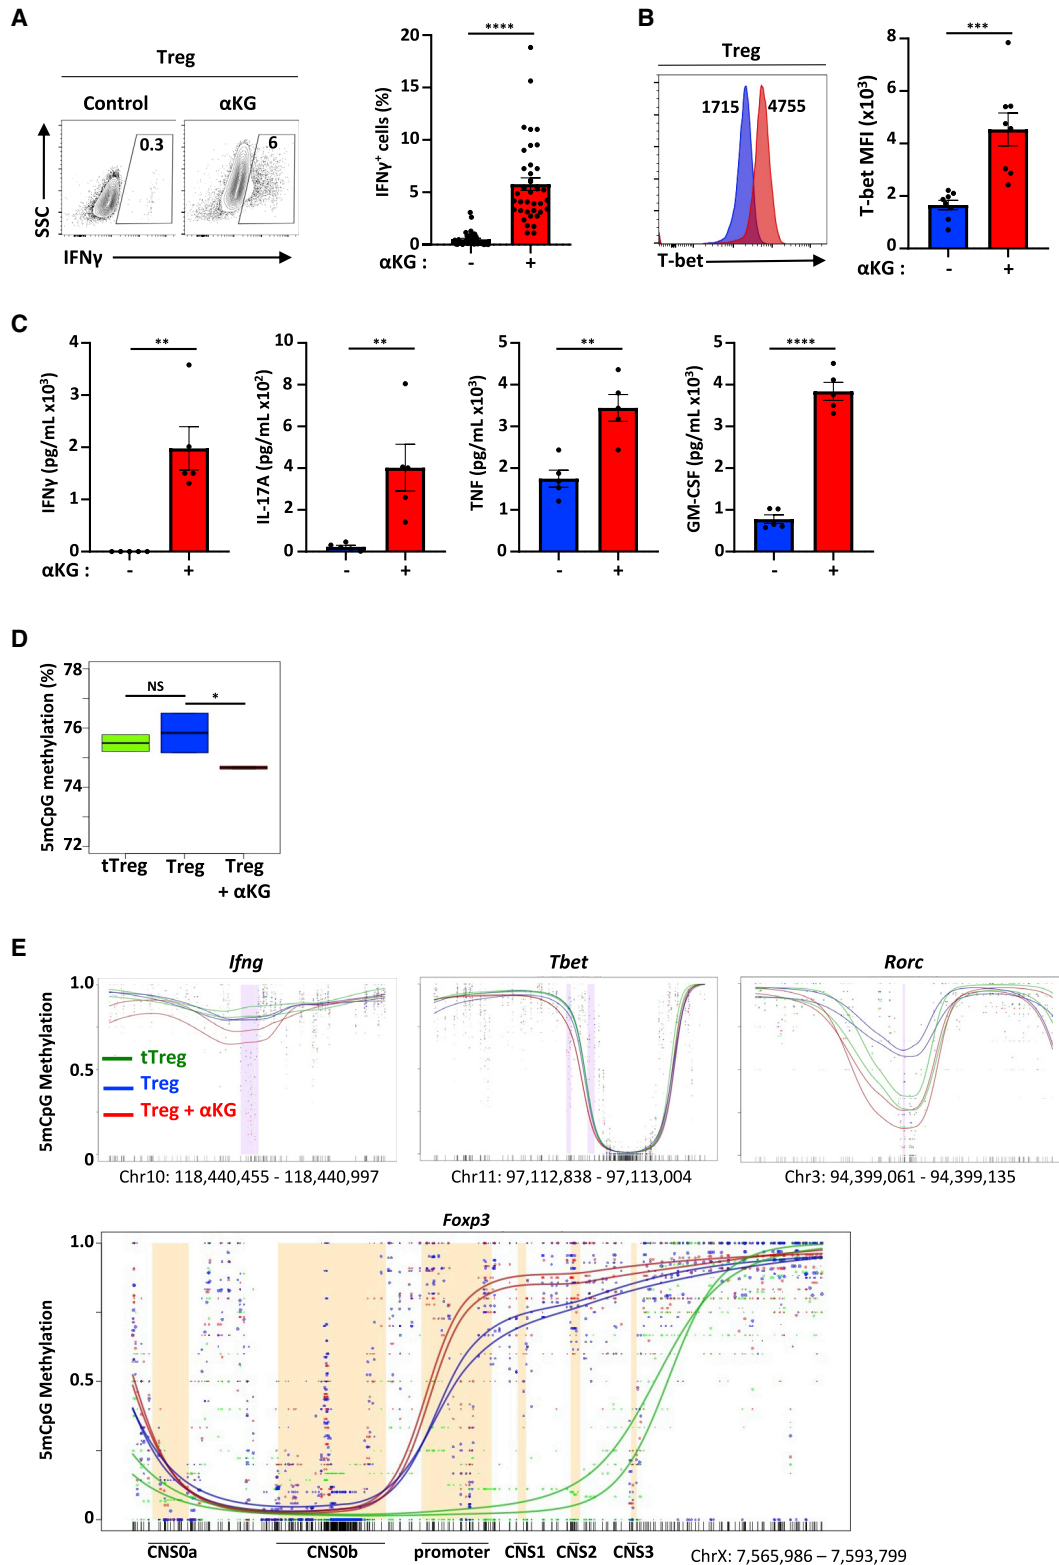 A
Treg
Control
αKG
0.3
6
SSC
IFNγ
IFNγ+ cells (%)
20
15
10
5
0
****
αKG :
-
+
B
Treg
1715
4755
T-bet
T-bet MFI (x10³)
8
6
4
2
0
***
αKG :
-
+
C
IFNγ (pg/mL x10³)
4
3
2
1
0
**
αKG :
-
+
IL-17A (pg/mL x10²)
10
8
6
4
2
0
**
-
+
TNF (pg/mL x10³)
5
4
3
2
1
0
**
-
+
GM-CSF (pg/mL x10³)
5
4
3
2
1
0
****
-
+
D
5mCpG methylation (%)
78
76
74
72
NS
*
tTreg
Treg
Treg
+ αKG
E
Ifng
Tbet
Rorc
5mCpG Methylation
1.0
0.5
0
tTreg
Treg
Treg + αKG
Chr10: 118,440,455 - 118,440,997
Chr11: 97,112,838 - 97,113,004
Chr3: 94,399,061 - 94,399,135
Foxp3
5mCpG Methylation
1.0
0.5
0
CNS0a
CNS0b
promoter
CNS1
CNS2
CNS3
ChrX: 7,565,986 – 7,593,799